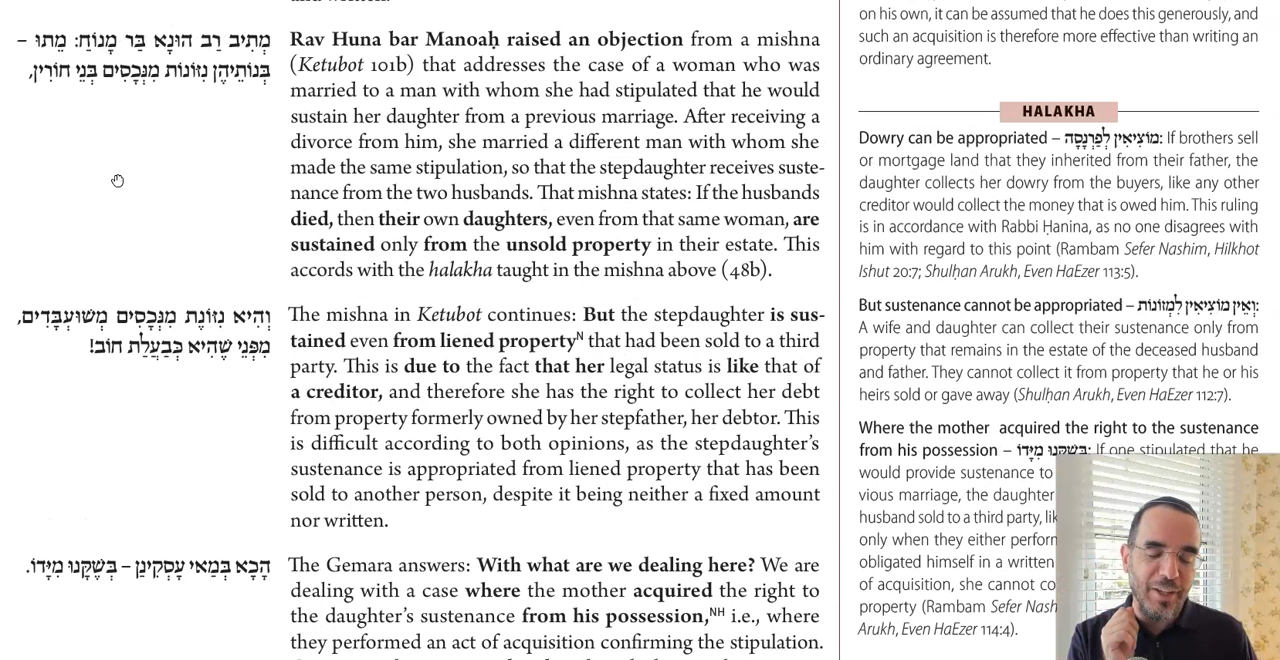 מְתִיב רַב הוּנָא בַּר מָנוֹחַ: מֵתוּ –
בְּנוֹתֵיהֶן נִזּוֹנוֹת מִנְּכָסִים בְּנֵי חוֹרִין,
Rav Huna bar Manoaḥ raised an objection from a mishna
(Ketubot 101b) that addresses the case of a woman who was
married to a man with whom she had stipulated that he would
sustain her daughter from a previous marriage. After receiving a
divorce from him, she married a different man with whom she
made the same stipulation, so that the stepdaughter receives suste-
nance from the two husbands. That mishna states: If the husbands
died, then their own daughters, even from that same woman, are
sustained only from the unsold property in their estate. This
accords with the halakha taught in the mishna above (48b).
וְהִיא נִזּוֹנֶת מִנְּכָסִים מְשׁוּעְבָּדִים,
מִפְּנֵי שֶׁהִיא כְּבַעֲלַת חוֹב!
The mishna in Ketubot continues: But the stepdaughter is sus-
tained even from liened propertyᴺ that had been sold to a third
party. This is due to the fact that her legal status is like that of
a creditor, and therefore she has the right to collect her debt
from property formerly owned by her stepfather, her debtor. This
is difficult according to both opinions, as the stepdaughter's
sustenance is appropriated from liened property that has been
sold to another person, despite it being neither a fixed amount
nor written.
הָכָא בְּמַאי עָסְקִינַן – בְּשֶׁקָּנוּ מִיָּדוֹ.
The Gemara answers: With what are we dealing here? We are
dealing with a case where the mother acquired the right to
the daughter's sustenance from his possession,ᴺᴴ i.e., where
they performed an act of acquisition confirming the stipulation.
on his own, it can be assumed that he does this generously, and
such an acquisition is therefore more effective than writing an
ordinary agreement.
HALAKHA
Dowry can be appropriated – מוֹצִיאִין לְפַרְנָסָה: If brothers sell
or mortgage land that they inherited from their father, the
daughter collects her dowry from the buyers, like any other
creditor would collect the money that is owed him. This ruling
is in accordance with Rabbi Ḥanina, as no one disagrees with
him with regard to this point (Rambam Sefer Nashim, Hilkhot
Ishut 20:7; Shulḥan Arukh, Even HaEzer 113:5).
But sustenance cannot be appropriated – וְאֵין מוֹצִיאִין לִמְזוֹנוֹת:
A wife and daughter can collect their sustenance only from
property that remains in the estate of the deceased husband
and father. They cannot collect it from property that he or his
heirs sold or gave away (Shulḥan Arukh, Even HaEzer 112:7).
Where the mother acquired the right to the sustenance
from his possession – בְּשֶׁקָּנוּ מִיָּדוֹ: If one stipulated that he
would provide sustenance to
vious marriage, the daughter
husband sold to a third party, lik
only when they either perform
obligated himself in a written
of acquisition, she cannot co
property (Rambam Sefer Nash
Arukh, Even HaEzer 114:4).